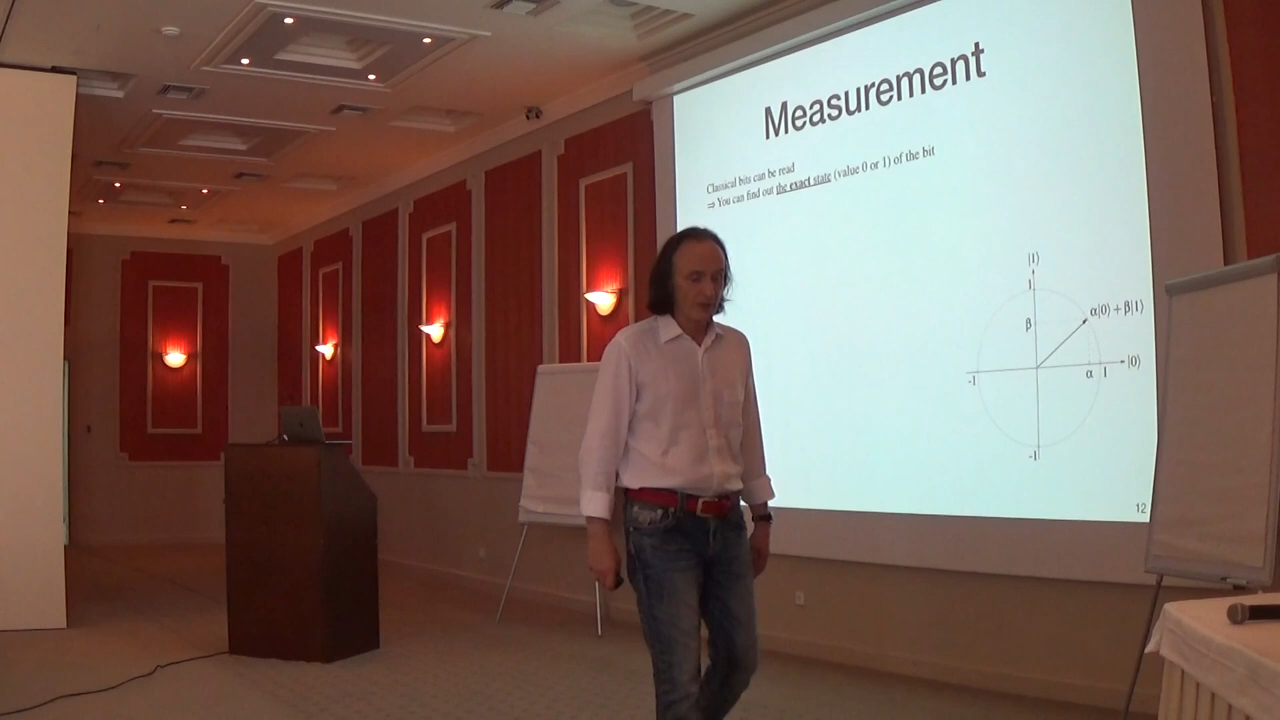 Measurement
Classical bits can be read
⇒ You can find out the exact state (value 0 or 1) of the bit
|1⟩
1
β
α|0⟩ + β|1⟩
-1
α
1
|0⟩
-1
12